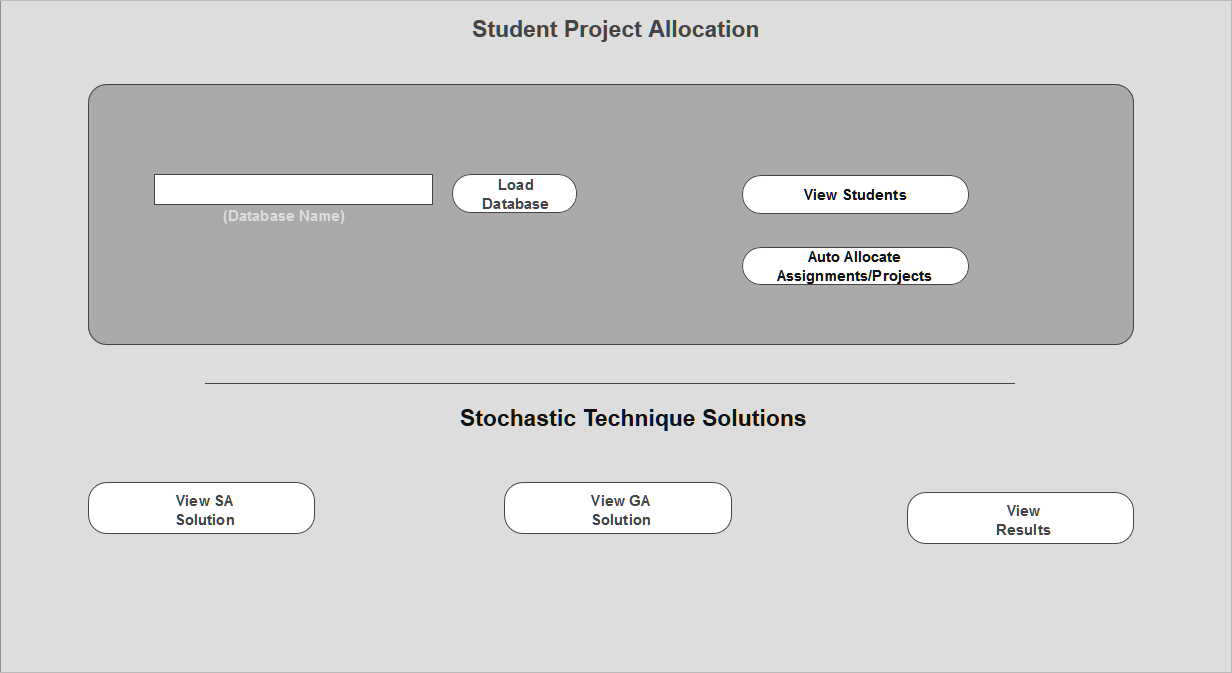 Student Project Allocation
Load
Database
(Database Name)
View Students
Auto Allocate
Assignments/Projects
Stochastic Technique Solutions
View SA
Solution
View GA
Solution
View
Results